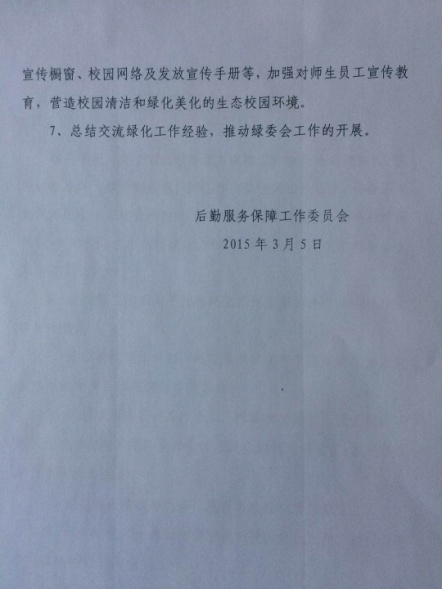 宣传橱窗、校园网络及发放宣传手册等，加强对师生员工宣传教
育，营造校园清洁和绿化美化的生态校园环境。
7、总结交流绿化工作经验，推动绿委会工作的开展。
后勤服务保障工作委员会
2015 年 3 月 5 日